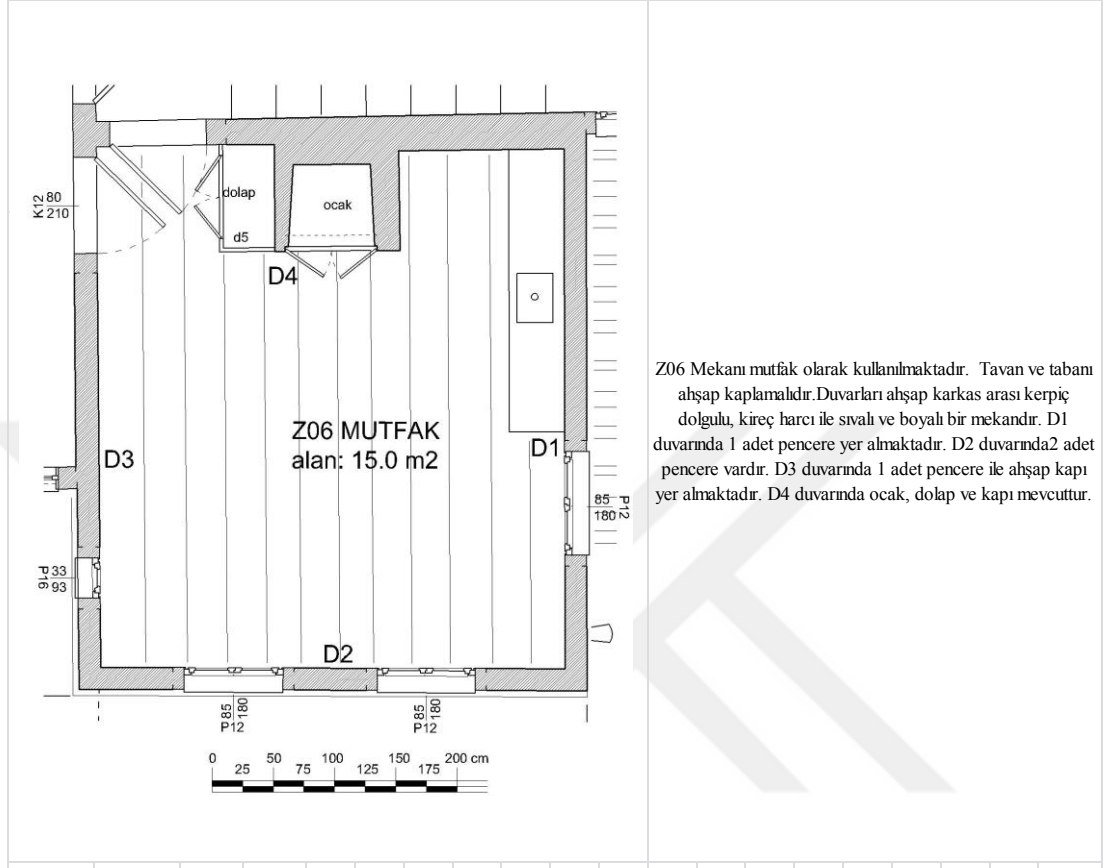 dolap
ocak
K12 80
210
d5
D4
Z06 MUTFAK
alan: 15.0 m2
D3
D1
85
180
P12
P16
33
93
D2
85
180
P12
85
180
P12
0 50 100 150 200 cm
25 75 125 175
Z06 Mekanı mutfak olarak kullanılmaktadır. Tavan ve tabanı
ahşap kaplamalıdır.Duvarları ahşap karkas arası kerpiç
dolgulu, kireç harcı ile sıvalı ve boyalı bir mekandır. D1
duvarında 1 adet pencere yer almaktadır. D2 duvarında2 adet
pencere vardır. D3 duvarında 1 adet pencere ile ahşap kapı
yer almaktadır. D4 duvarında ocak, dolap ve kapı mevcuttur.